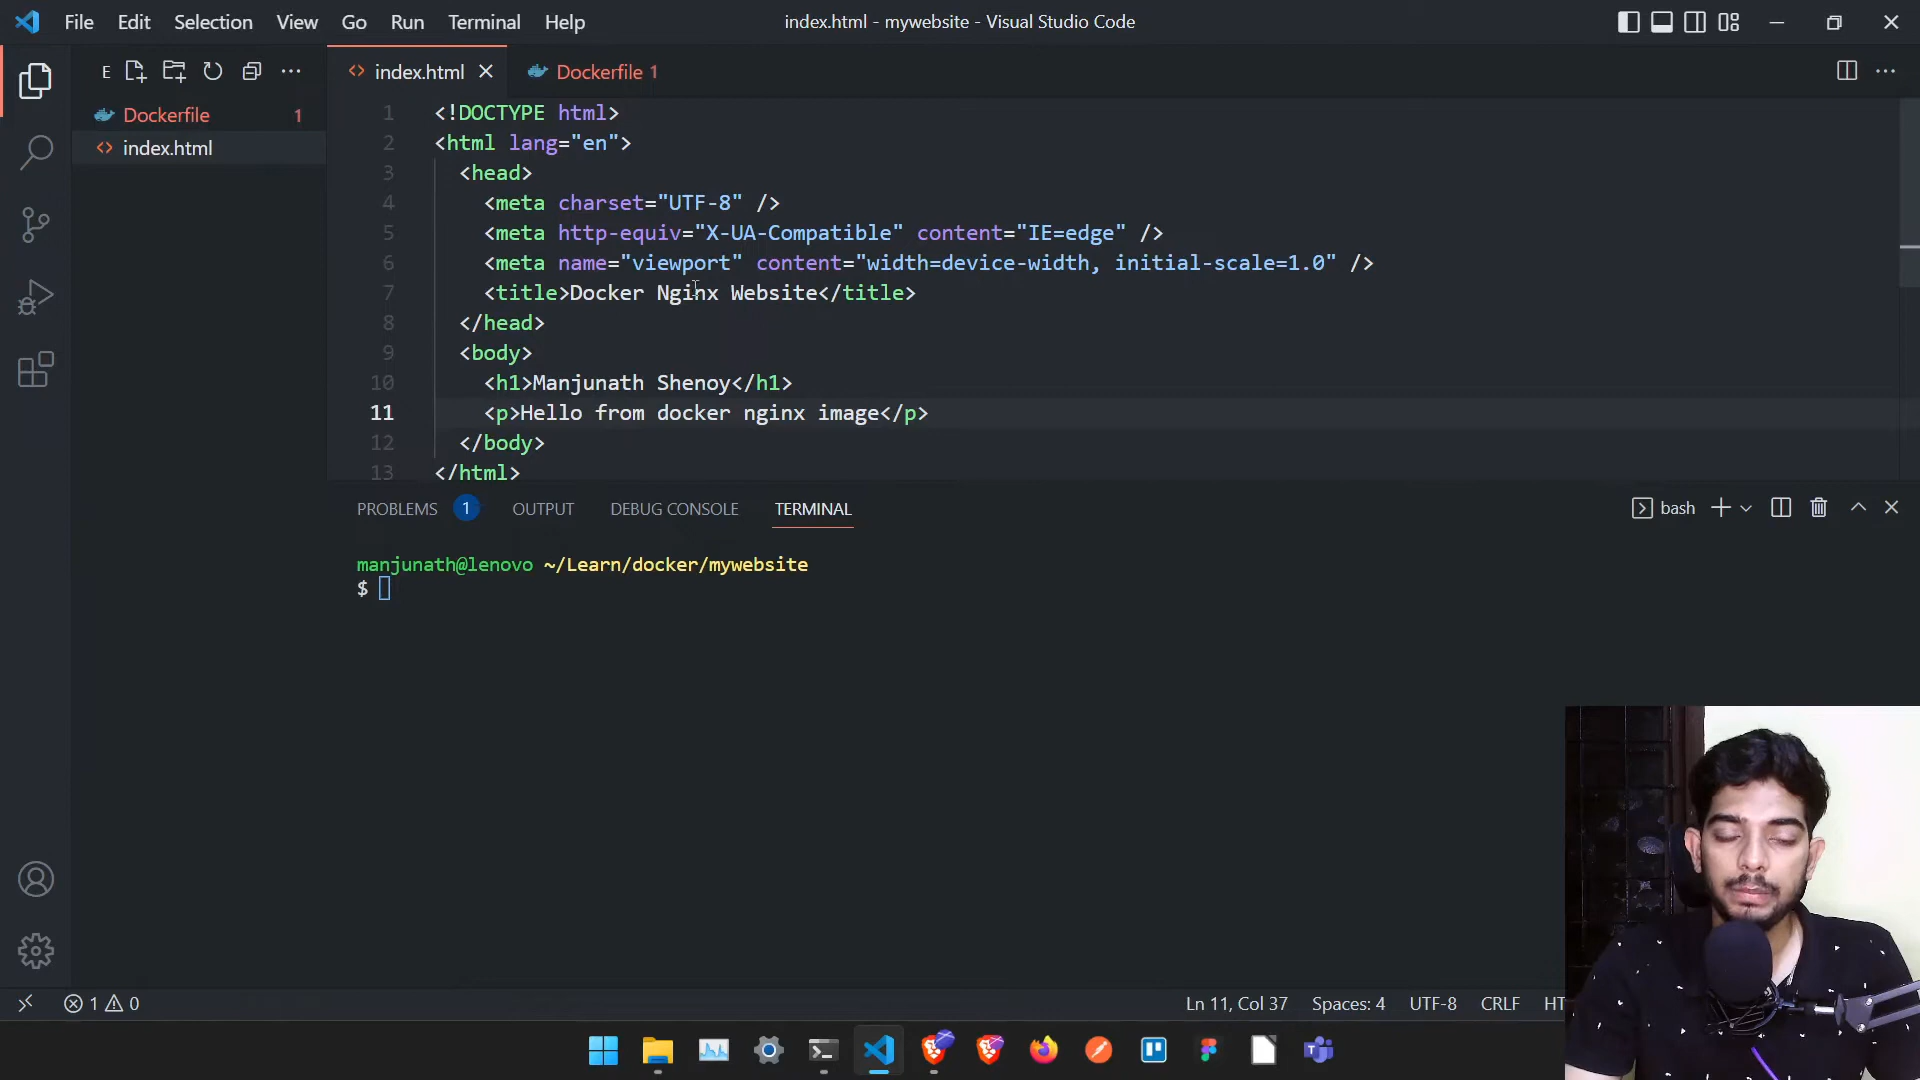 File Edit Selection View Go Run Terminal Help
index.html - mywebsite - Visual Studio Code
E
index.html
Dockerfile 1
Dockerfile 1
index.html
1 <!DOCTYPE html>
2 <html lang="en">
3 <head>
4 <meta charset="UTF-8" />
5 <meta http-equiv="X-UA-Compatible" content="IE=edge" />
6 <meta name="viewport" content="width=device-width, initial-scale=1.0" />
7 <title>Docker Nginx Website</title>
8 </head>
9 <body>
10 <h1>Manjunath Shenoy</h1>
11 <p>Hello from docker nginx image</p>
12 </body>
13 </html>
PROBLEMS 1 OUTPUT DEBUG CONSOLE TERMINAL
bash
manjunath@lenovo ~/Learn/docker/mywebsite
$
1 0
Ln 11, Col 37 Spaces: 4 UTF-8 CRLF HT